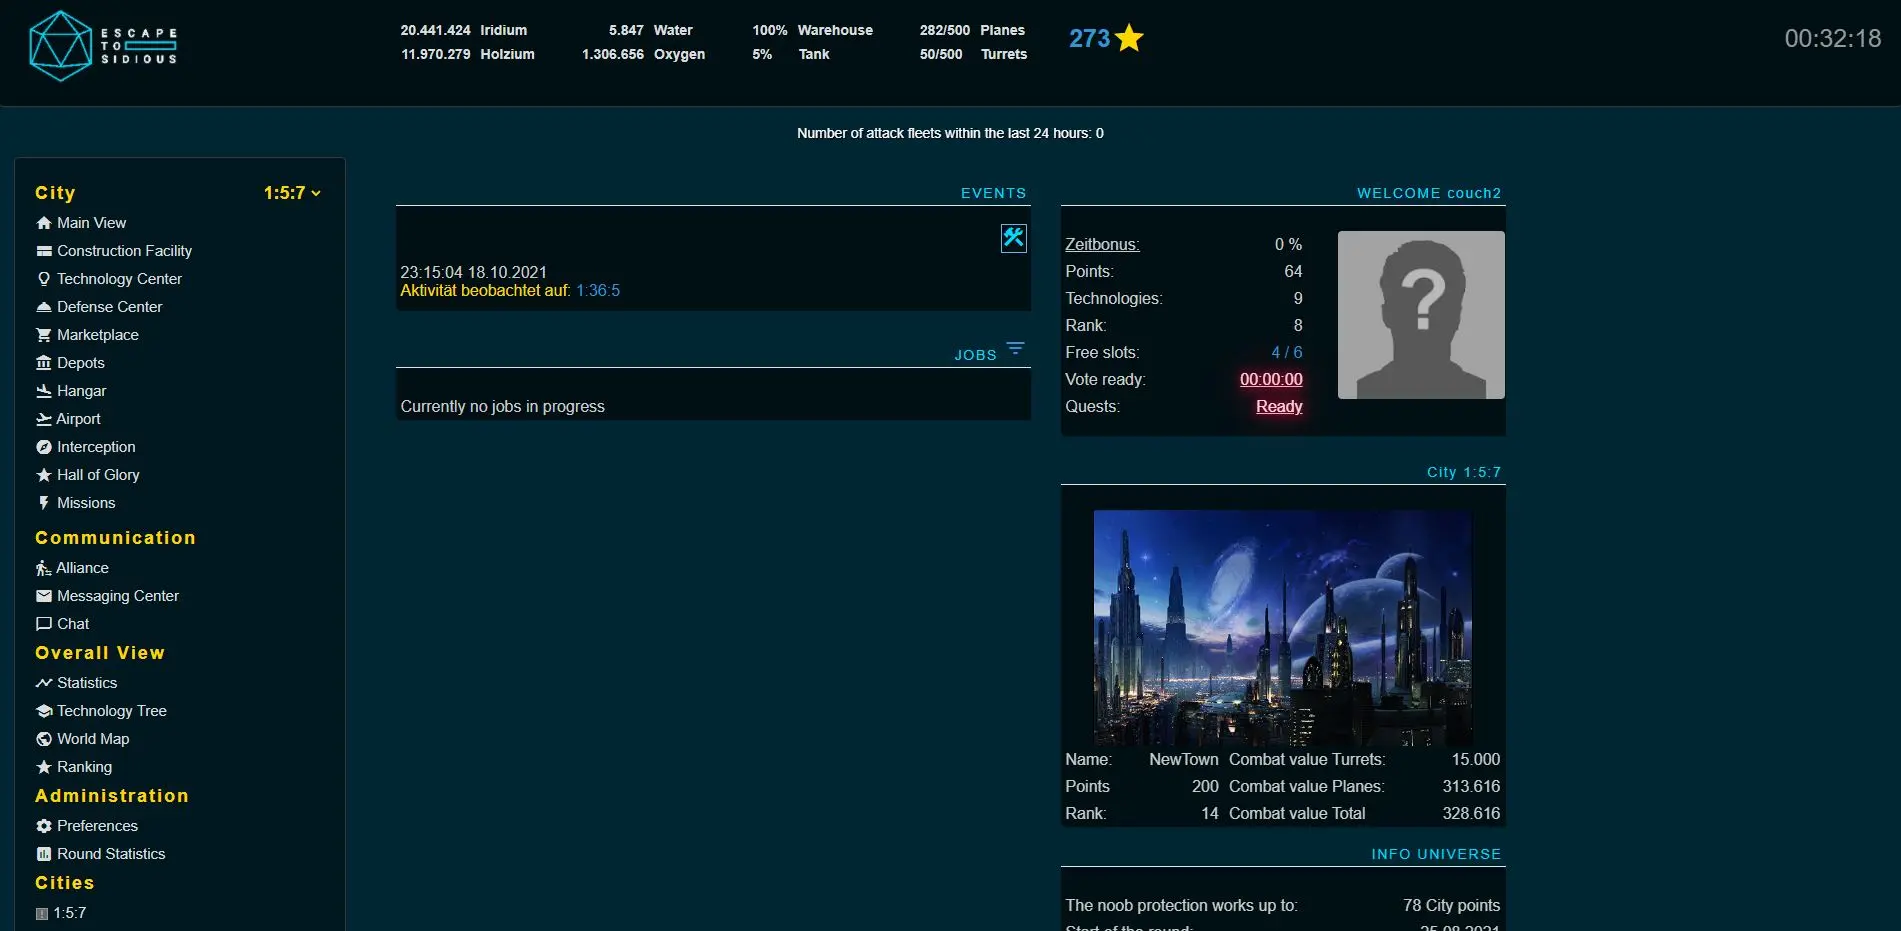 ESCAPE
TO
SIDIOUS
20.441.424 Iridium 5.847 Water 100% Warehouse 282/500 Planes
11.970.279 Holzium 1.306.656 Oxygen 5% Tank 50/500 Turrets
273
00:32:18
Number of attack fleets within the last 24 hours: 0
City 1:5:7
Main View
Construction Facility
Technology Center
Defense Center
Marketplace
Depots
Hangar
Airport
Interception
Hall of Glory
Missions
Communication
Alliance
Messaging Center
Chat
Overall View
Statistics
Technology Tree
World Map
Ranking
Administration
Preferences
Round Statistics
Cities
1:5:7
EVENTS
23:15:04 18.10.2021
Aktivität beobachtet auf: 1:36:5
JOBS
Currently no jobs in progress
WELCOME couch2
Zeitbonus: 0 %
Points: 64
Technologies: 9
Rank: 8
Free slots: 4 / 6
Vote ready: 00:00:00
Quests: Ready
?
City 1:5:7
Name: NewTown Combat value Turrets: 15.000
Points 200 Combat value Planes: 313.616
Rank: 14 Combat value Total 328.616
INFO UNIVERSE
The noob protection works up to: 78 City points
Start of the round: 25.08.2021